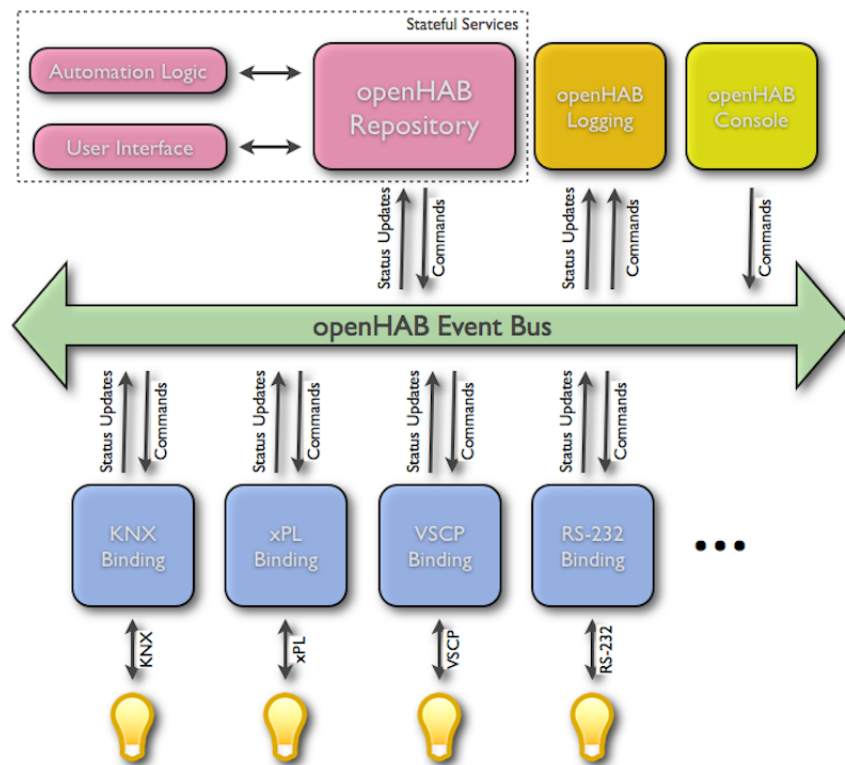 Stateful Services
Automation Logic
User Interface
openHAB
Repository
openHAB
Logging
openHAB
Console
Status Updates
Commands
Status Updates
Commands
Commands
openHAB Event Bus
Status Updates
Commands
Status Updates
Commands
Status Updates
Commands
Status Updates
Commands
KNX
Binding
xPL
Binding
VSCP
Binding
RS-232
Binding
...
KNX
xPL
VSCP
RS-232